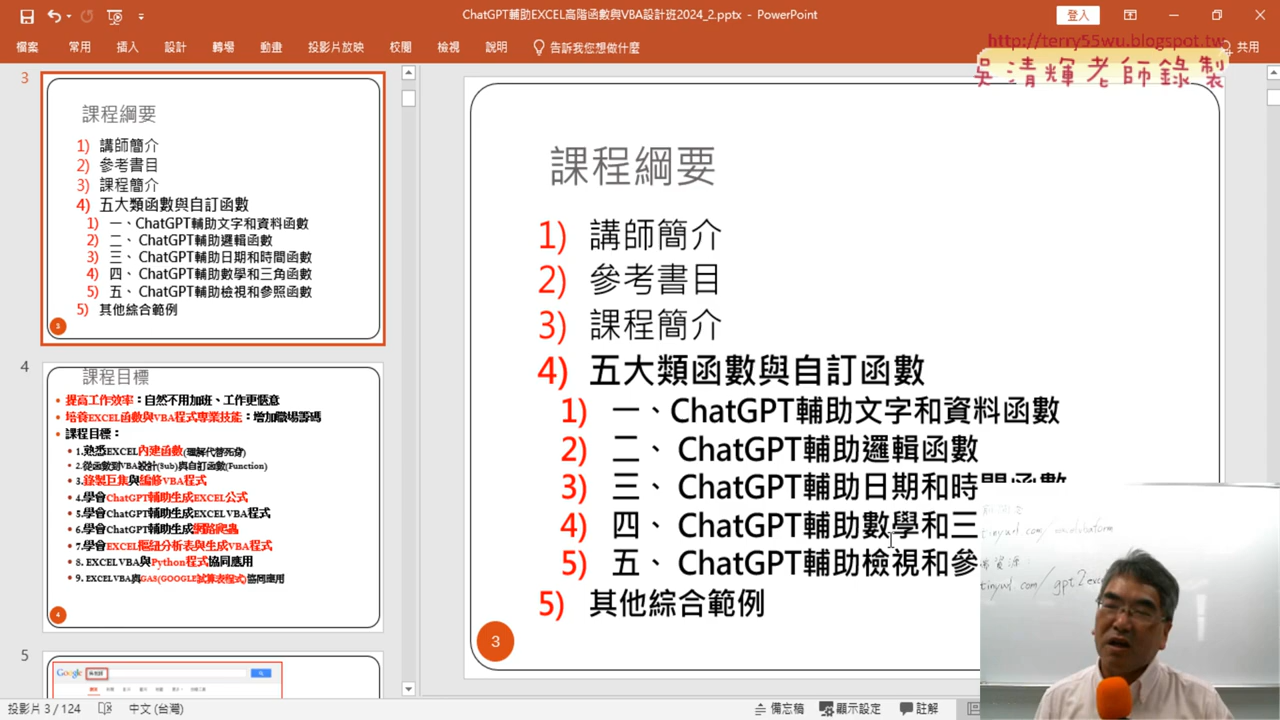 ChatGPT輔助EXCEL高階函數與VBA設計班2024_2.pptx - PowerPoint
登入
檔案 常用 插入 設計 轉場 動畫 投影片放映 校閱 檢視 說明 告訴我您想做什麼 共用
http://terry55wu.blogspot.tw
吳清輝老師錄製
3
課程綱要
1) 講師簡介
2) 參考書目
3) 課程簡介
4) 五大類函數與自訂函數
1) 一、ChatGPT輔助文字和資料函數
2) 二、 ChatGPT輔助邏輯函數
3) 三、 ChatGPT輔助日期和時間函數
4) 四、 ChatGPT輔助數學和三角函數
5) 五、 ChatGPT輔助檢視和參照函數
5) 其他綜合範例
3
4
課程目標
• 提高工作效率：自然不用加班、工作更愜意
• 培養EXCEL函數與VBA程式專業技能：增加職場籌碼
• 課程目標：
• 1.熟悉EXCEL內建函數(理解代替死背)
• 2.從函數到VBA設計(Sub)與自訂函數(Function)
• 3.錄製巨集與編修VBA程式
• 4.學會ChatGPT輔助生成EXCEL公式
• 5.學會ChatGPT輔助生成EXCEL VBA程式
• 6.學會ChatGPT輔助生成網路爬蟲
• 7.學會EXCEL樞紐分析表與生成VBA程式
• 8. EXCEL VBA與Python程式協同應用
• 9. EXCEL VBA與GAS(GOOGLE試算表程式)協同應用
4
5
Google
課程綱要
1) 講師簡介
2) 參考書目
3) 課程簡介
4) 五大類函數與自訂函數
1) 一、ChatGPT輔助文字和資料函數
2) 二、 ChatGPT輔助邏輯函數
3) 三、 ChatGPT輔助日期和時間函數
4) 四、 ChatGPT輔助數學和三
5) 五、 ChatGPT輔助檢視和參
5) 其他綜合範例
3
投影片 3 / 124 中文 (台灣) 備忘稿 顯示設定 註解